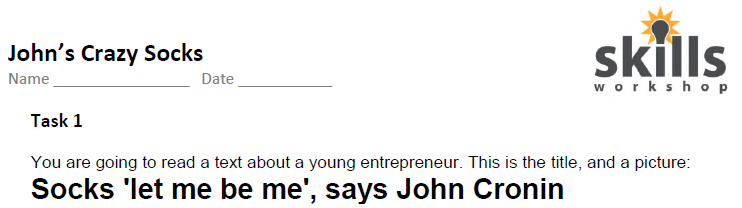 skills
workshop
John's Crazy Socks
Name ________________ Date ___________
Task 1
You are going to read a text about a young entrepreneur. This is the title, and a picture:
Socks 'let me be me', says John Cronin